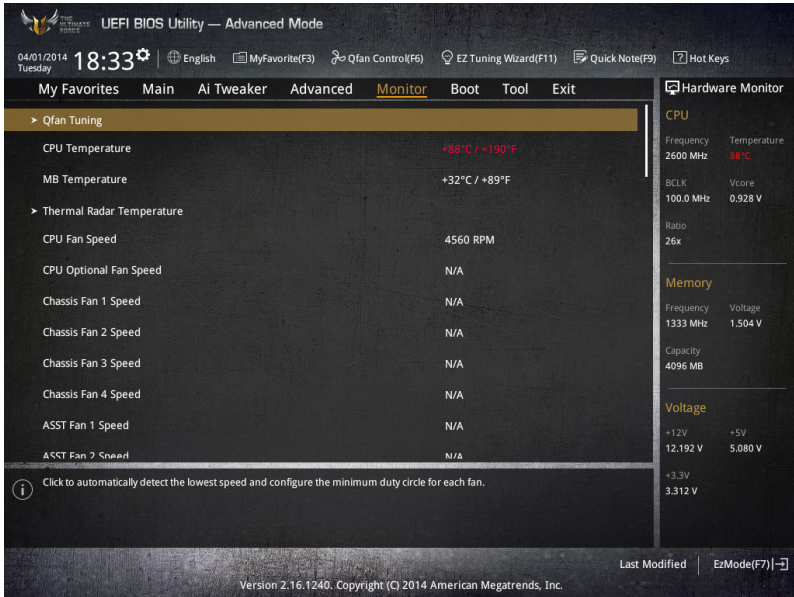 THE ULTIMATE FORCE UEFI BIOS Utility — Advanced Mode
04/01/2014 Tuesday 18:33 English MyFavorite(F3) Qfan Control(F6) EZ Tuning Wizard(F11) Quick Note(F9) ? Hot Keys
My Favorites Main Ai Tweaker Advanced Monitor Boot Tool Exit
Qfan Tuning
CPU Temperature +88°C / +190°F
MB Temperature +32°C / +89°F
Thermal Radar Temperature
CPU Fan Speed 4560 RPM
CPU Optional Fan Speed N/A
Chassis Fan 1 Speed N/A
Chassis Fan 2 Speed N/A
Chassis Fan 3 Speed N/A
Chassis Fan 4 Speed N/A
ASST Fan 1 Speed N/A
ASST Fan 2 Speed N/A
Click to automatically detect the lowest speed and configure the minimum duty circle for each fan.
Hardware Monitor
CPU
Frequency Temperature
2600 MHz 88°C
BCLK Vcore
100.0 MHz 0.928 V
Ratio
26x
Memory
Frequency Voltage
1333 MHz 1.504 V
Capacity
4096 MB
Voltage
+12V +5V
12.192 V 5.080 V
+3.3V
3.312 V
Last Modified EzMode(F7)
Version 2.16.1240. Copyright (C) 2014 American Megatrends, Inc.